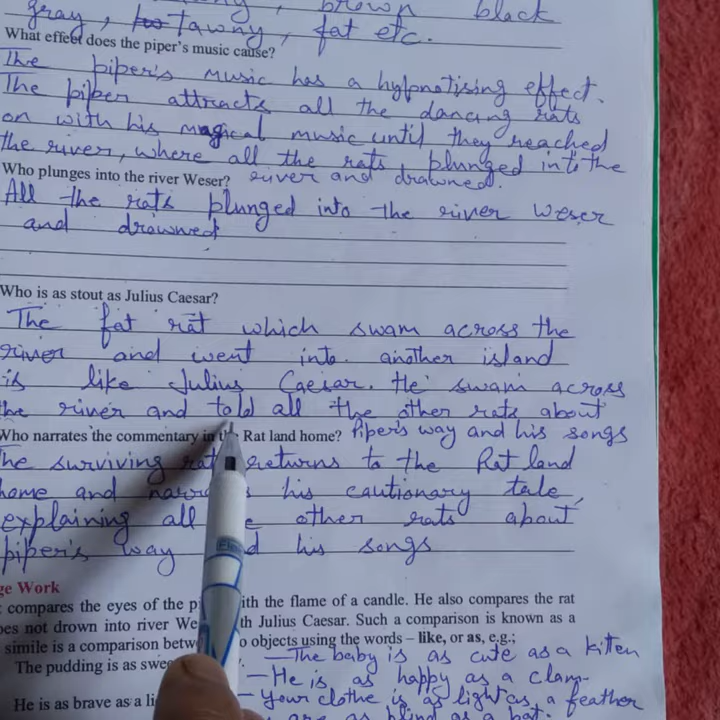 brown black
gray, tawny, fat etc.
What effect does the piper's music cause?
The piper's music has a hypnotising effect.
The piper attracts all the dancing rats
on with his magical music until they reached
the river, where all the rats plunged into the
river and drawned.
Who plunges into the river Weser?
All the rats plunged into the river weser
and drawned
Who is as stout as Julius Caesar?
The fat rat which swam across the
river and went into another island
is like Julius Caesar. He swam across
the river and told all the other rats about
Piper's way and his songs
Who narrates the commentary in the Rat land home?
The surviving rat returns to the Rat land
home and his cautionary tale,
explaining all other rats about
piper's way his songs
ge Work
compares the eyes of the with the flame of a candle. He also compares the rat
oes not drown into river We th Julius Caesar. Such a comparison is known as a
simile is a comparison betw o objects using the words – like, or as, e.g.;
The pudding is as
– The baby is as cute as a kitten
– He is as happy as a clam
He is as brave as a li
– Your clothe is as light as a feather
are as blind as a bat.